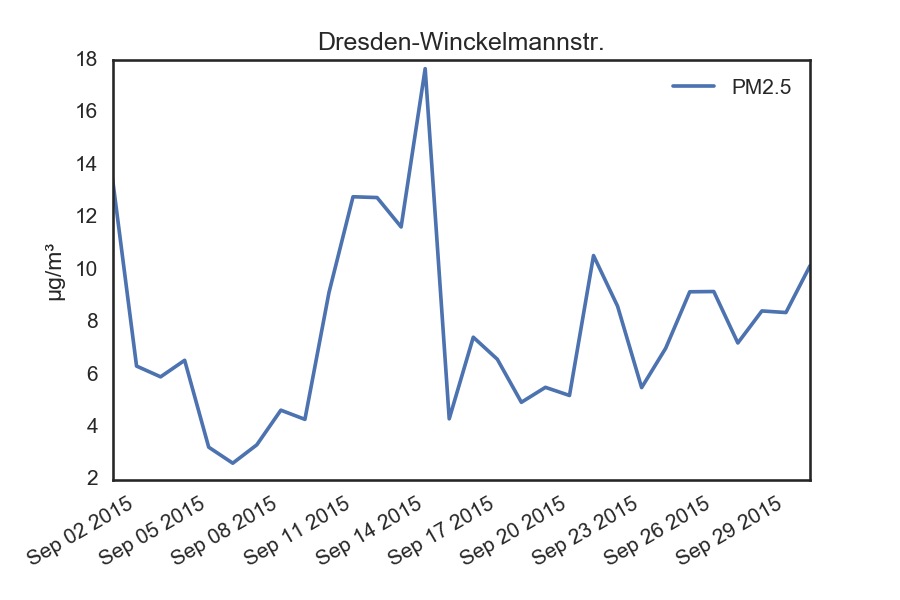 Dresden-Winckelmannstr.
PM2.5
µg/m³
18
16
14
12
10
8
6
4
2
Sep 02 2015
Sep 05 2015
Sep 08 2015
Sep 11 2015
Sep 14 2015
Sep 17 2015
Sep 20 2015
Sep 23 2015
Sep 26 2015
Sep 29 2015